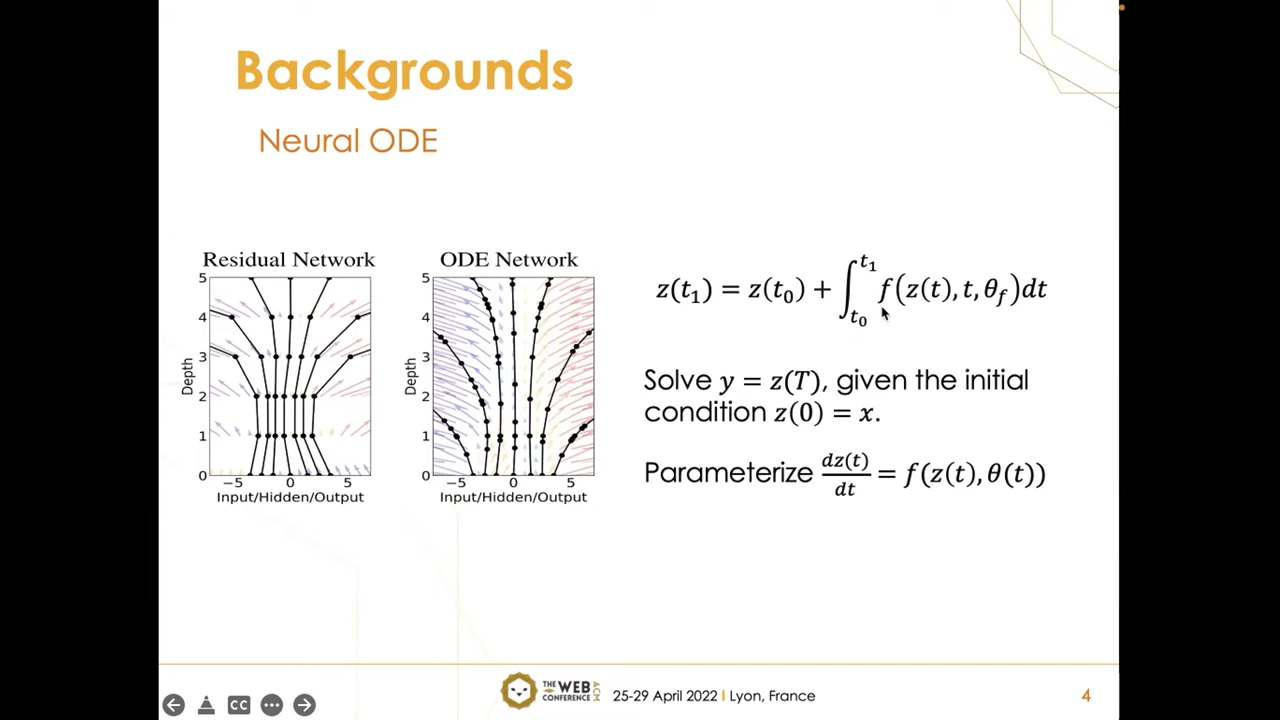 Backgrounds
Neural ODE
Residual Network
5
4
3
2
1
0
Depth
−5 0 5
Input/Hidden/Output
ODE Network
5
4
3
2
1
0
Depth
−5 0 5
Input/Hidden/Output
z(t₁) = z(t₀) + ∫_{t₀}^{t₁} f(z(t), t, θ_f)dt
Solve y = z(T), given the initial
condition z(0) = x.
Parameterize dz(t)/dt = f(z(t), θ(t))
THE WEB
CONFERENCE
ACM
25-29 April 2022 I Lyon, France
4
CC